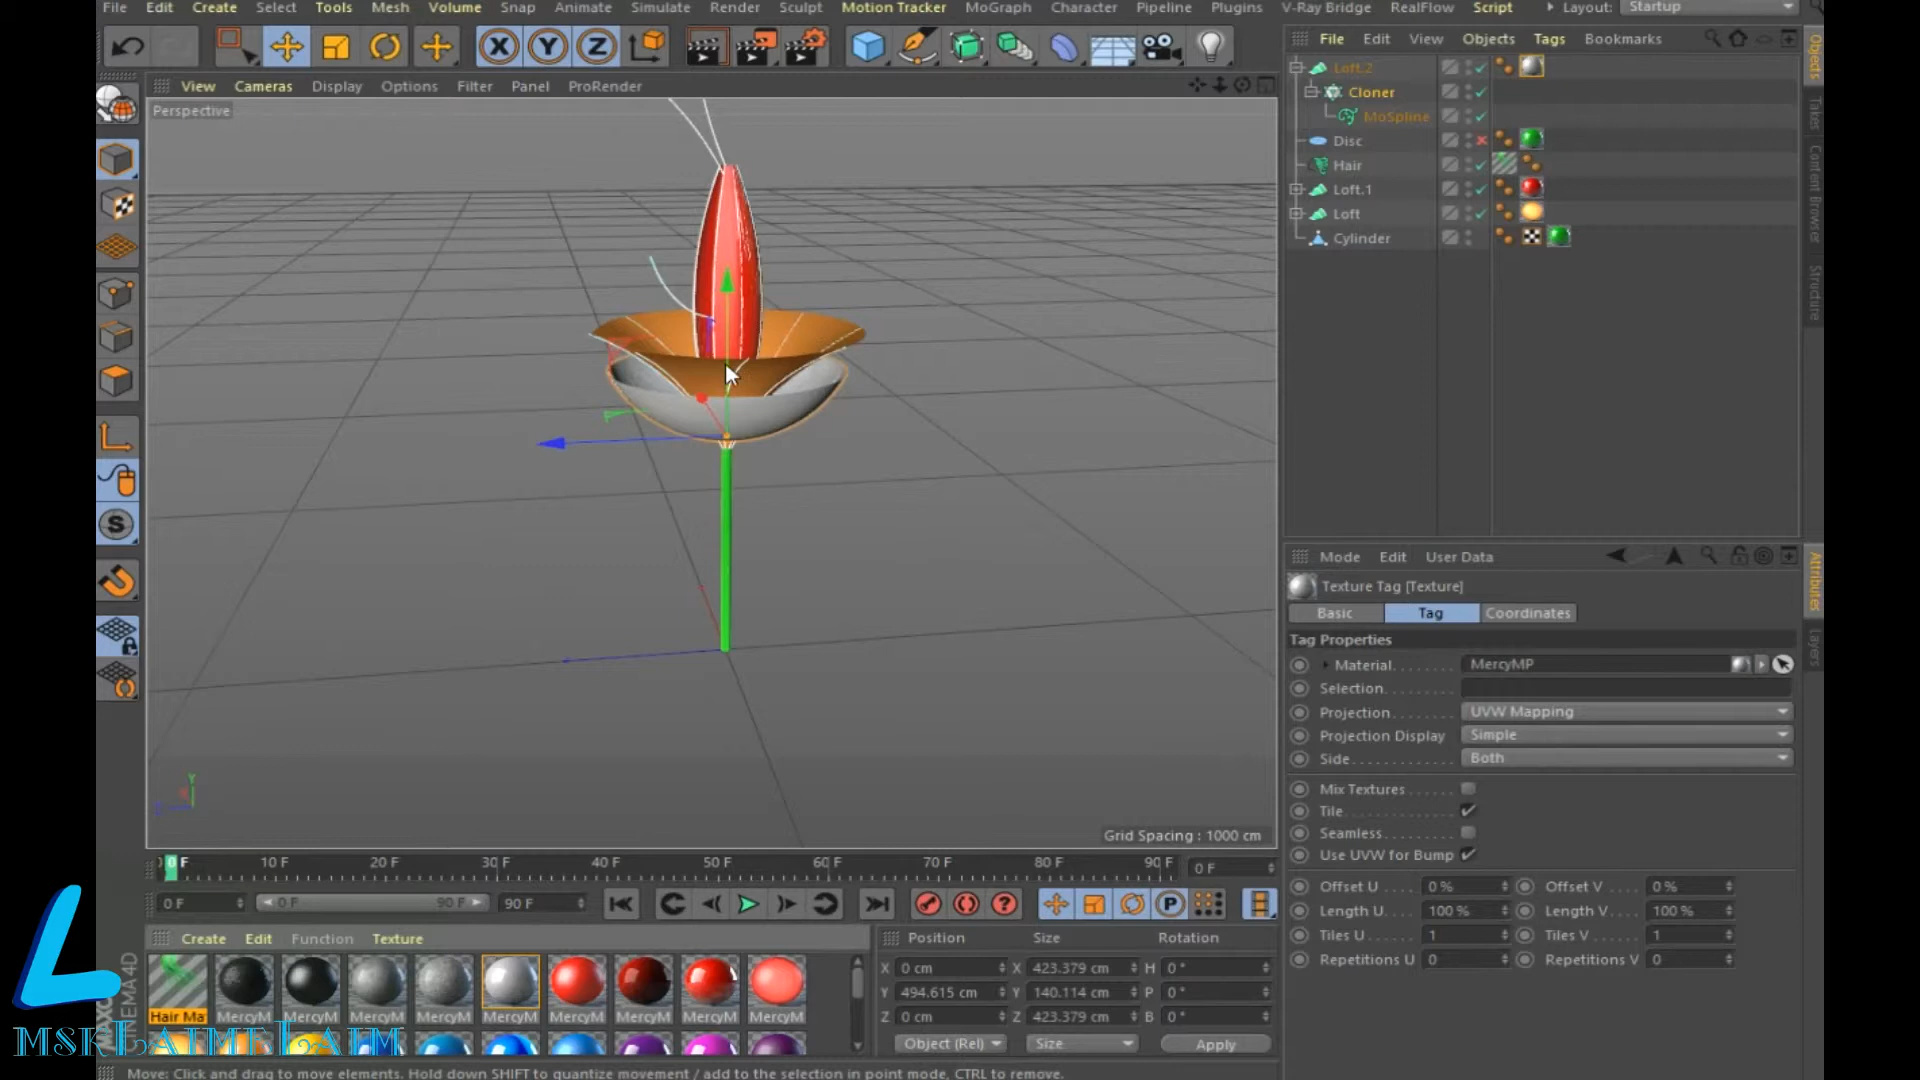 File Edit Create Select Tools Mesh Volume Snap Animate Simulate Render Sculpt Motion Tracker MoGraph Character Pipeline Plugins V-Ray Bridge RealFlow Script Layout: Startup
X Y Z
File Edit View Objects Tags Bookmarks
View Cameras Display Options Filter Panel ProRender
Perspective
Loft.2
Cloner
MoSpline
Disc
Hair
Loft.1
Loft
Cylinder
Objects
Takes
Content Browser
Structure
Mode Edit User Data
Texture Tag [Texture]
Basic Tag Coordinates
Tag Properties
Material MercyMP
Selection
Projection UVW Mapping
Projection Display Simple
Side Both
Mix Textures
Tile
Seamless
Use UVW for Bump
Offset U 0 % Offset V 0 %
Length U 100 % Length V 100 %
Tiles U 1 Tiles V 1
Repetitions U 0 Repetitions V 0
Attributes
Layers
Y
Grid Spacing : 1000 cm
0 F 10 F 20 F 30 F 40 F 50 F 60 F 70 F 80 F 90 F 0 F
0 F 0 F 90 F 90 F
Create Edit Function Texture
Hair Ma MercyM MercyM MercyM MercyM MercyM MercyM MercyM MercyM MercyM
Position Size Rotation
X 0 cm X 423.379 cm H 0 °
Y 494.615 cm Y 140.114 cm P 0 °
Z 0 cm Z 423.379 cm B 0 °
Object (Rel) Size Apply
CINEMA4D
L
MSKLAIMELAIM
Move: Click and drag to move elements. Hold down SHIFT to quantize movement / add to the selection in point mode, CTRL to remove.